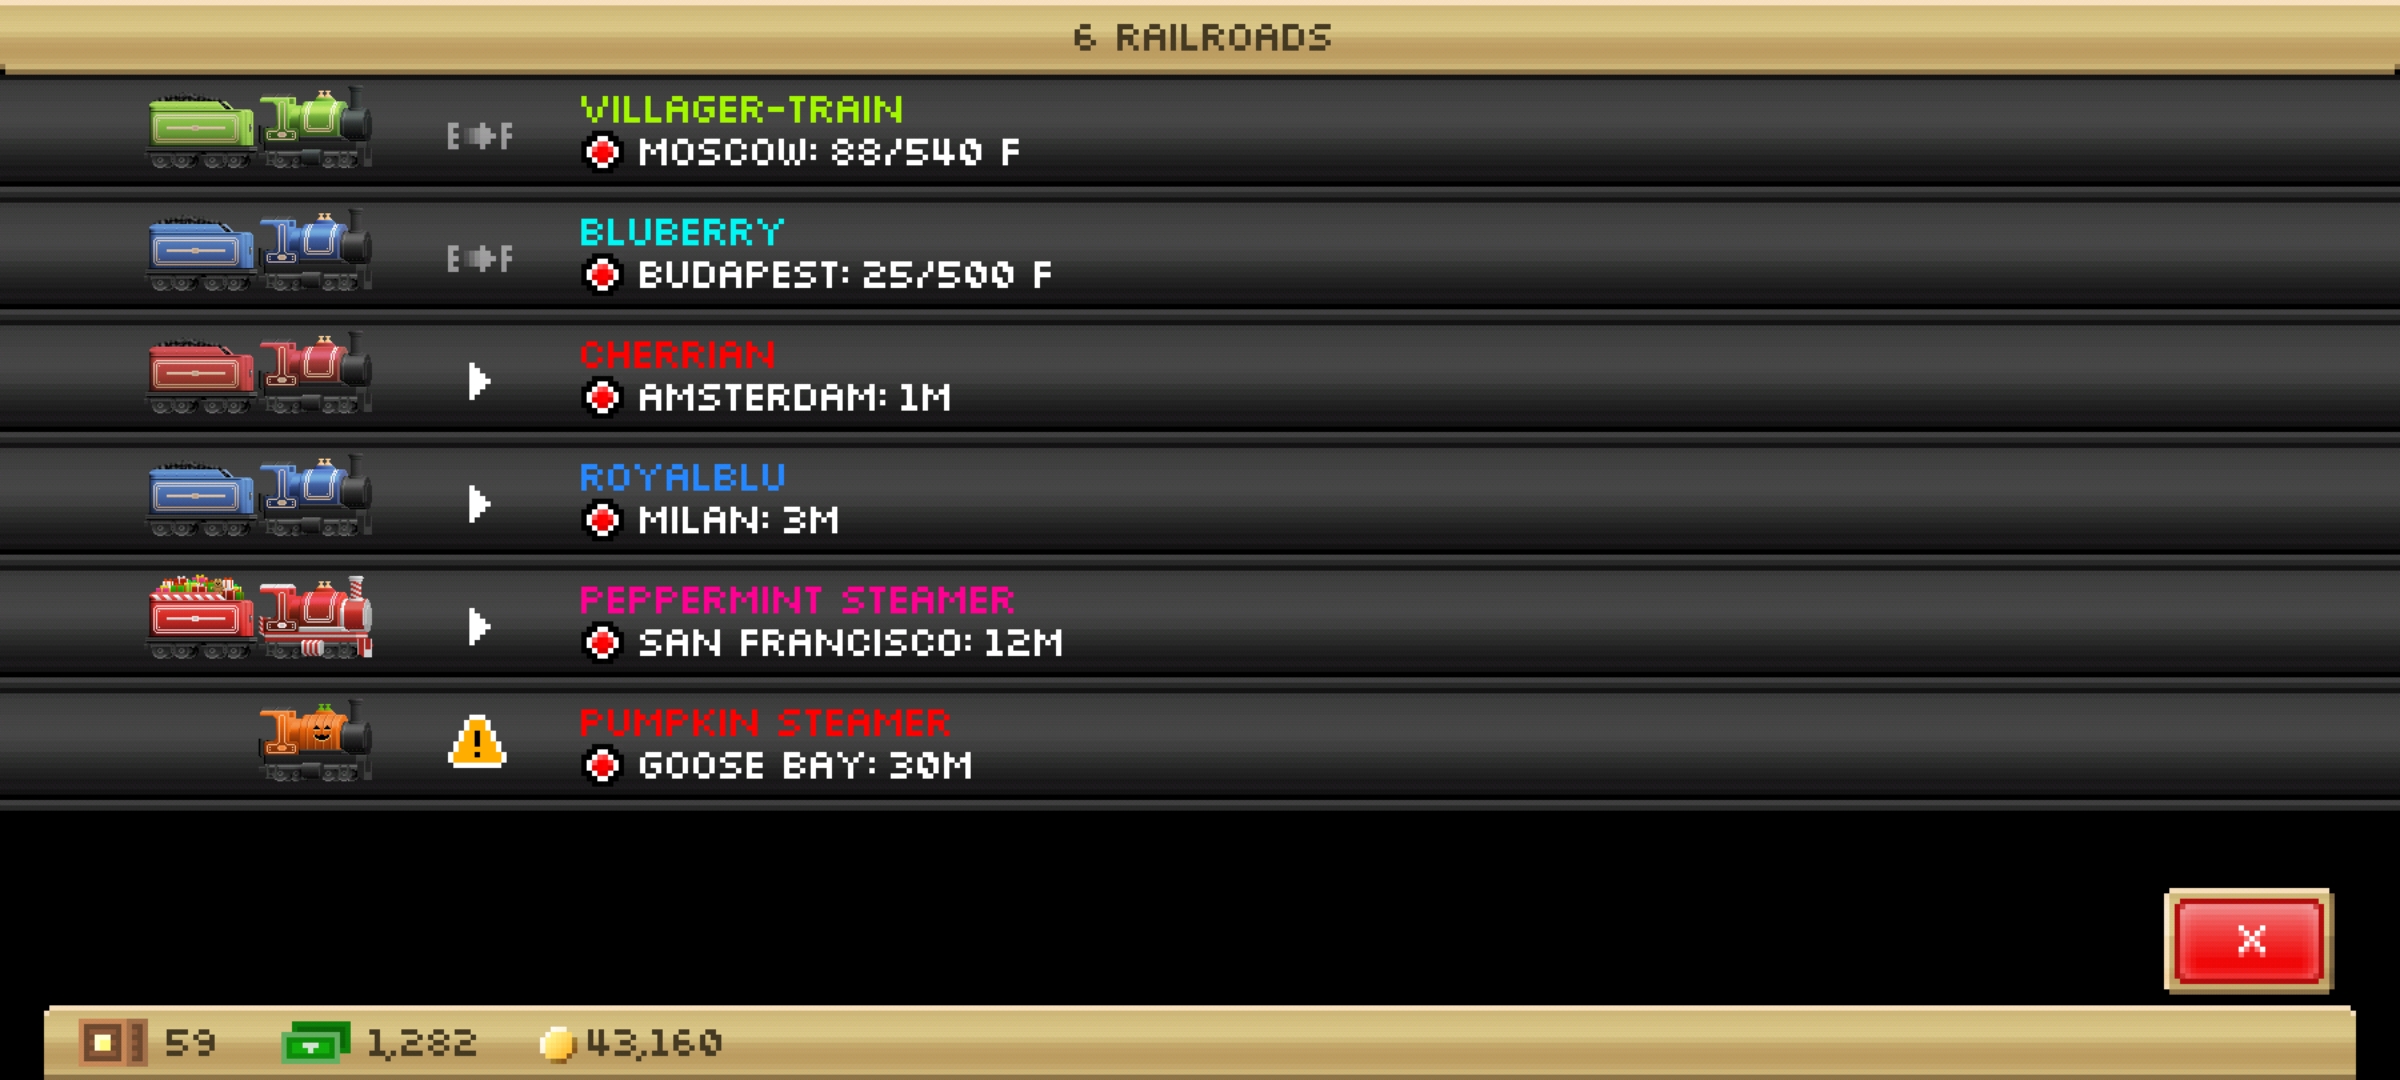 6 RAILROADS
VILLAGER-TRAIN
E F
MOSCOW: 88/540 F
BLUBERRY
E F
BUDAPEST: 25/500 F
CHERRIAN
AMSTERDAM: 1M
ROYALBLU
MILAN: 3M
PEPPERMINT STEAMER
SAN FRANCISCO: 12M
PUMPKIN STEAMER
!
GOOSE BAY: 30M
X
59 1,282 43,160